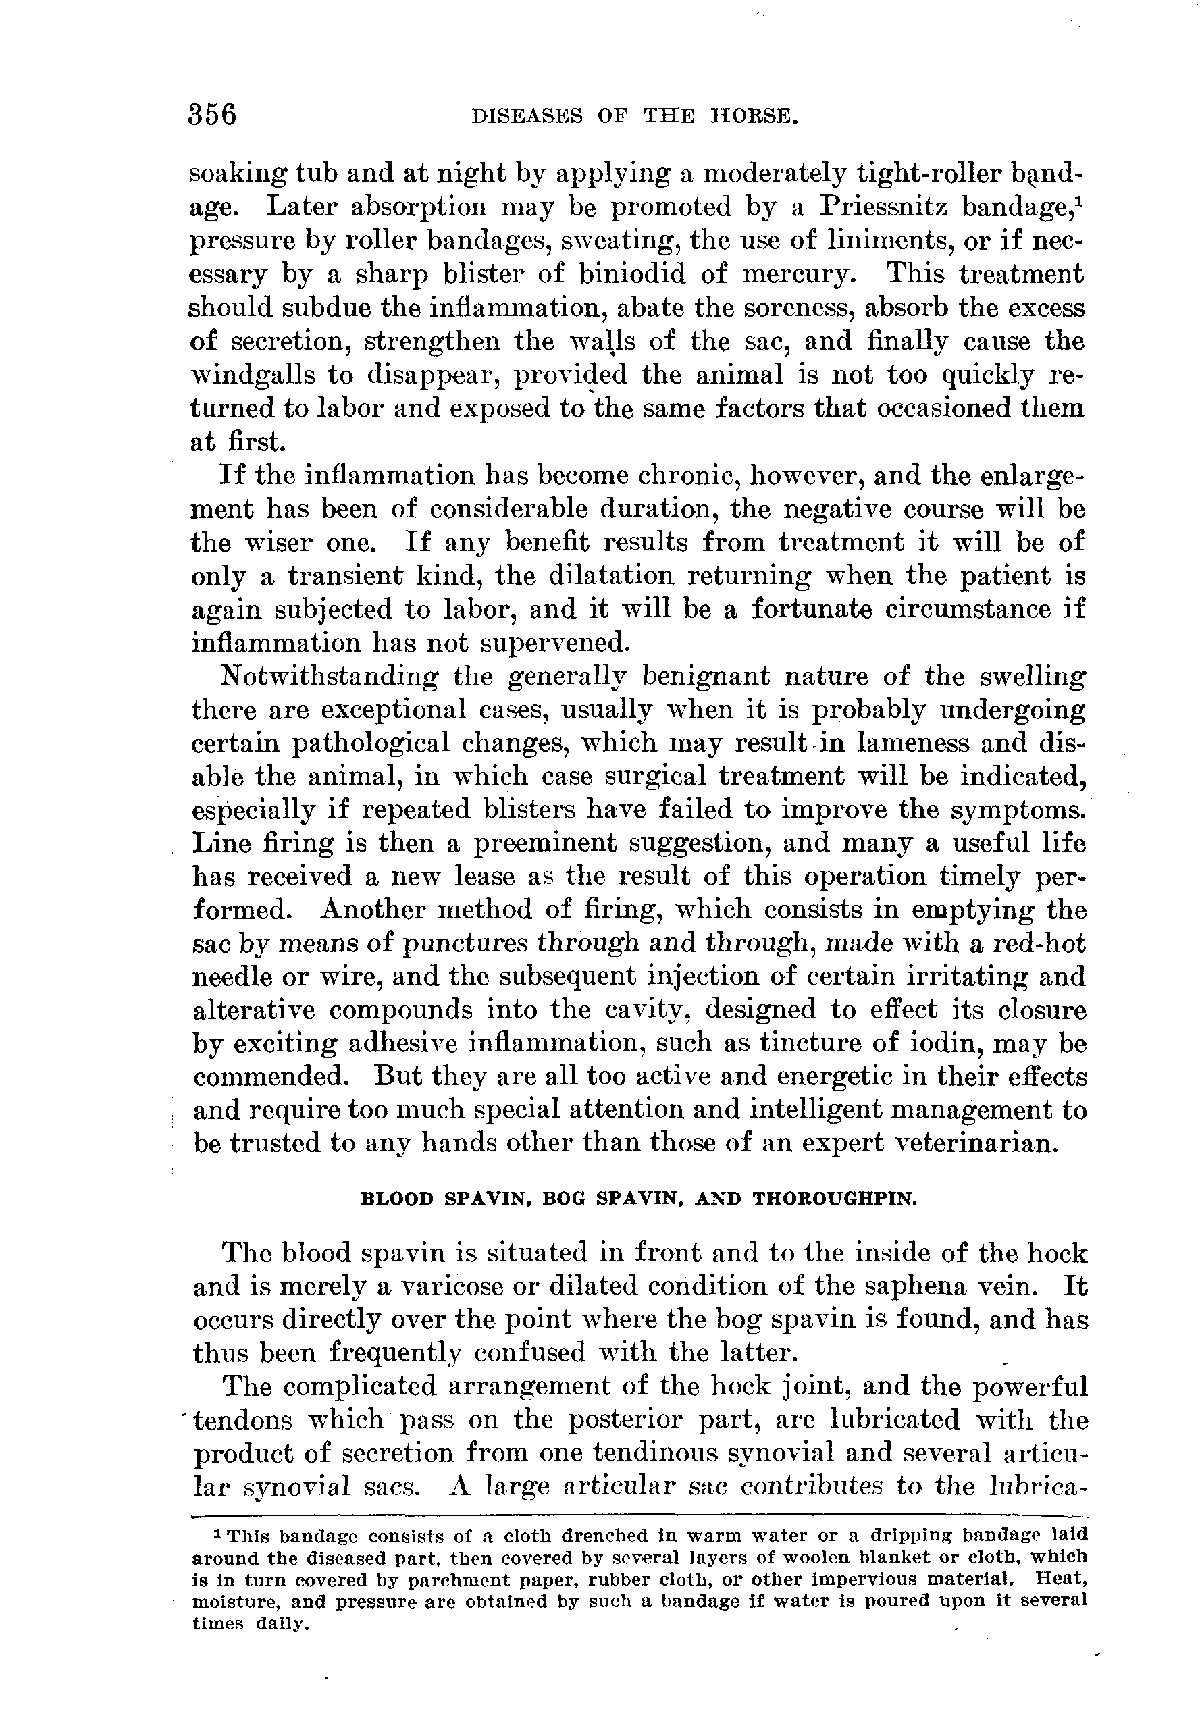 356 DISEASES OF THE HORSE.
soaking tub and at night by applying a moderately tight-roller band-
age. Later absorption may be promoted by a Priessnitz bandage,¹
pressure by roller bandages, sweating, the use of liniments, or if nec-
essary by a sharp blister of biniodid of mercury. This treatment
should subdue the inflammation, abate the soreness, absorb the excess
of secretion, strengthen the walls of the sac, and finally cause the
windgalls to disappear, provided the animal is not too quickly re-
turned to labor and exposed to the same factors that occasioned them
at first.
If the inflammation has become chronic, however, and the enlarge-
ment has been of considerable duration, the negative course will be
the wiser one. If any benefit results from treatment it will be of
only a transient kind, the dilatation returning when the patient is
again subjected to labor, and it will be a fortunate circumstance if
inflammation has not supervened.
Notwithstanding the generally benignant nature of the swelling
there are exceptional cases, usually when it is probably undergoing
certain pathological changes, which may result in lameness and dis-
able the animal, in which case surgical treatment will be indicated,
especially if repeated blisters have failed to improve the symptoms.
Line firing is then a preeminent suggestion, and many a useful life
has received a new lease as the result of this operation timely per-
formed. Another method of firing, which consists in emptying the
sac by means of punctures through and through, made with a red-hot
needle or wire, and the subsequent injection of certain irritating and
alterative compounds into the cavity, designed to effect its closure
by exciting adhesive inflammation, such as tincture of iodin, may be
commended. But they are all too active and energetic in their effects
and require too much special attention and intelligent management to
be trusted to any hands other than those of an expert veterinarian.
BLOOD SPAVIN, BOG SPAVIN, AND THOROUGHPIN.
The blood spavin is situated in front and to the inside of the hock
and is merely a varicose or dilated condition of the saphena vein. It
occurs directly over the point where the bog spavin is found, and has
thus been frequently confused with the latter.
The complicated arrangement of the hock joint, and the powerful
tendons which pass on the posterior part, are lubricated with the
product of secretion from one tendinous synovial and several articu-
lar synovial sacs. A large articular sac contributes to the lubrica-
¹ This bandage consists of a cloth drenched in warm water or a dripping bandage laid
around the diseased part, then covered by several layers of woolen blanket or cloth, which
is in turn covered by parchment paper, rubber cloth, or other impervious material. Heat,
moisture, and pressure are obtained by such a bandage if water is poured upon it several
times daily.